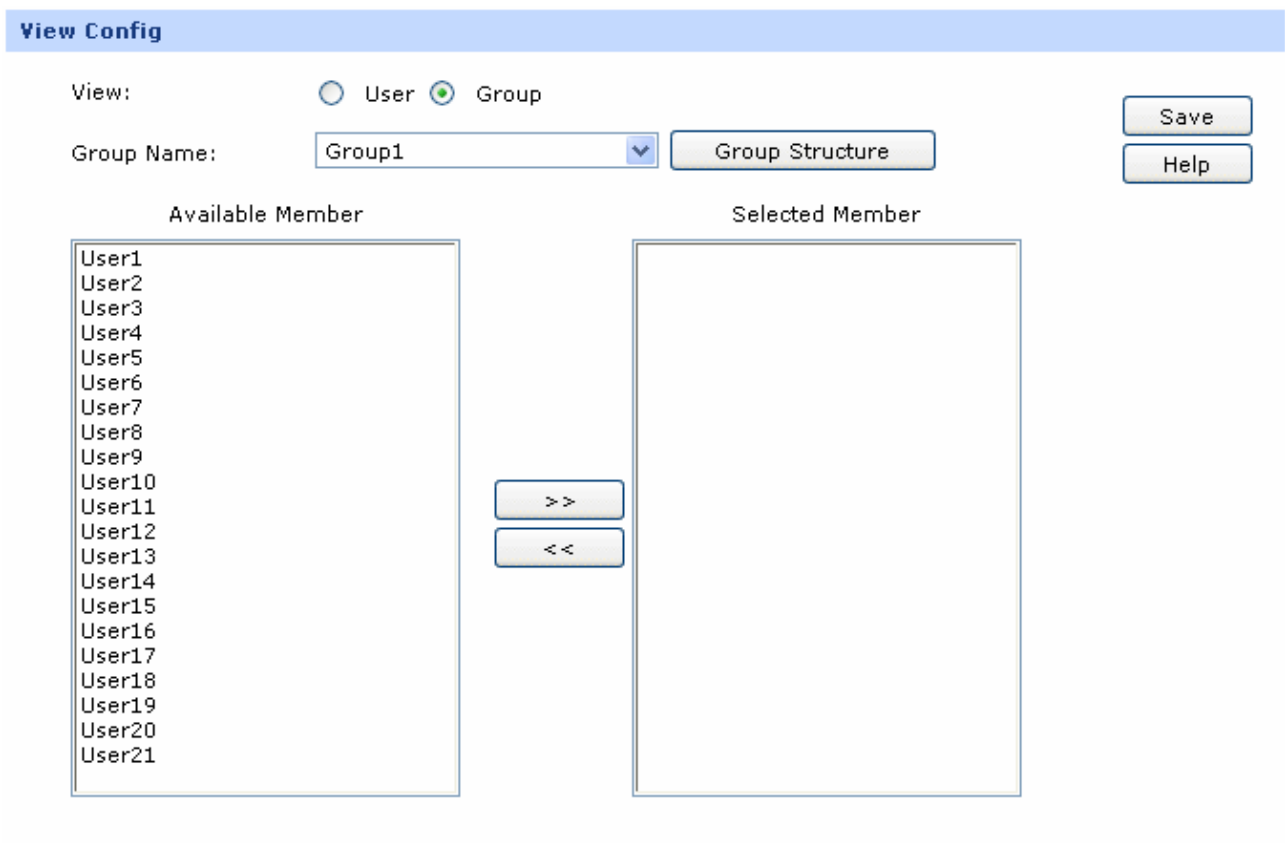 View Config
View: User Group
Save
Group Name: Group1 Group Structure
Help
Available Member Selected Member
User1
User2
User3
User4
User5
User6
User7
User8
User9
User10
User11
User12
User13
User14
User15
User16
User17
User18
User19
User20
User21
>>
<<